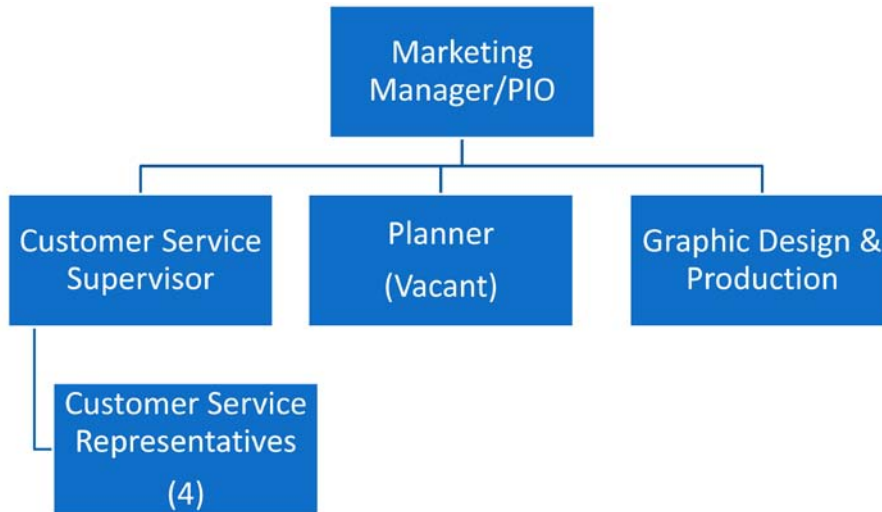 Marketing
Manager/PIO
Customer Service
Supervisor
Planner
(Vacant)
Graphic Design &
Production
Customer Service
Representatives
(4)